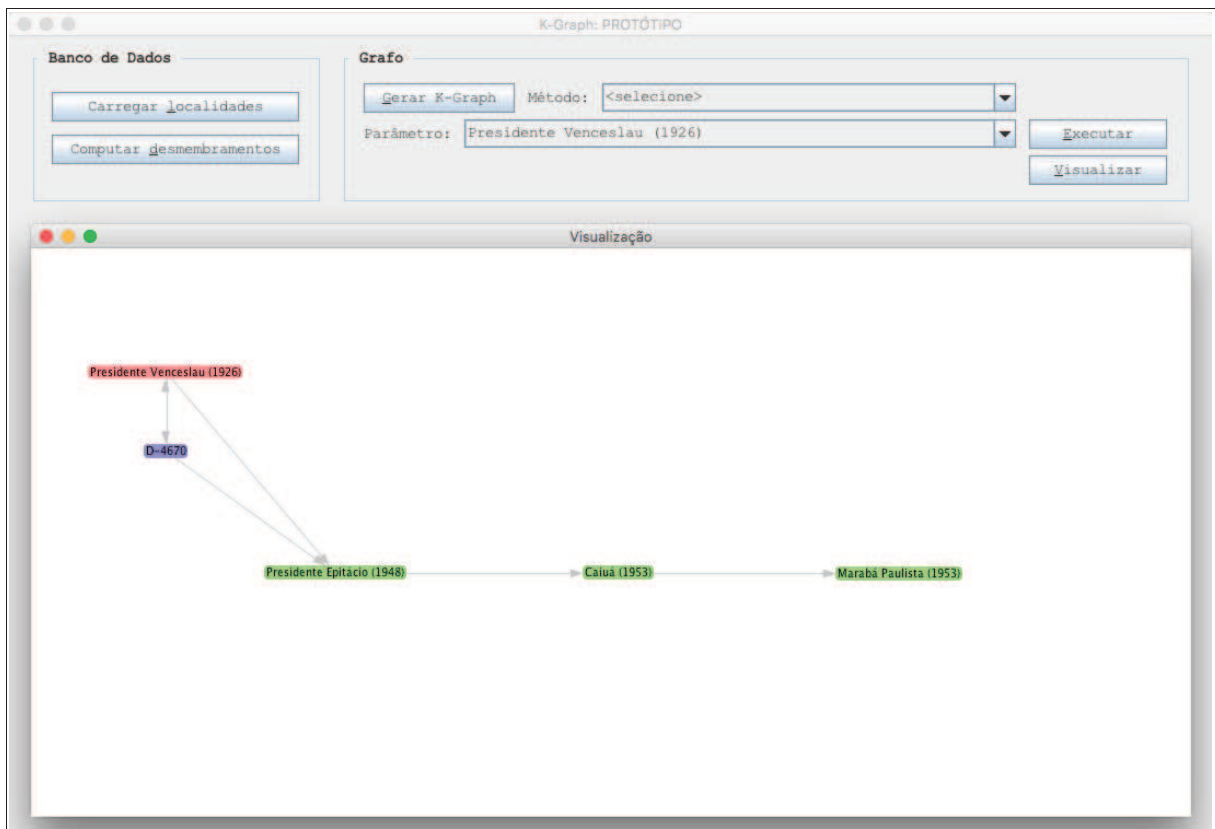 K-Graph: PROTÓTIPO
Banco de Dados
Carregar localidades
Computar desmembramentos
Grafo
Gerar K-Graph Método: <selecione>
Parâmetro: Presidente Venceslau (1926) Executar
Visualizar
Visualização
Presidente Venceslau (1926)
D-4670
Presidente Epitácio (1948) Caiuá (1953) Marabá Paulista (1953)